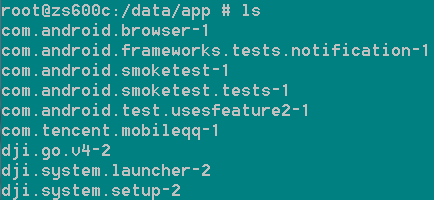 root@zs600c:/data/app # ls
com.android.browser-1
com.android.frameworks.tests.notification-1
com.android.smoketest-1
com.android.smoketest.tests-1
com.android.test.usesfeature2-1
com.tencent.mobileqq-1
dji.go.v4-2
dji.system.launcher-2
dji.system.setup-2